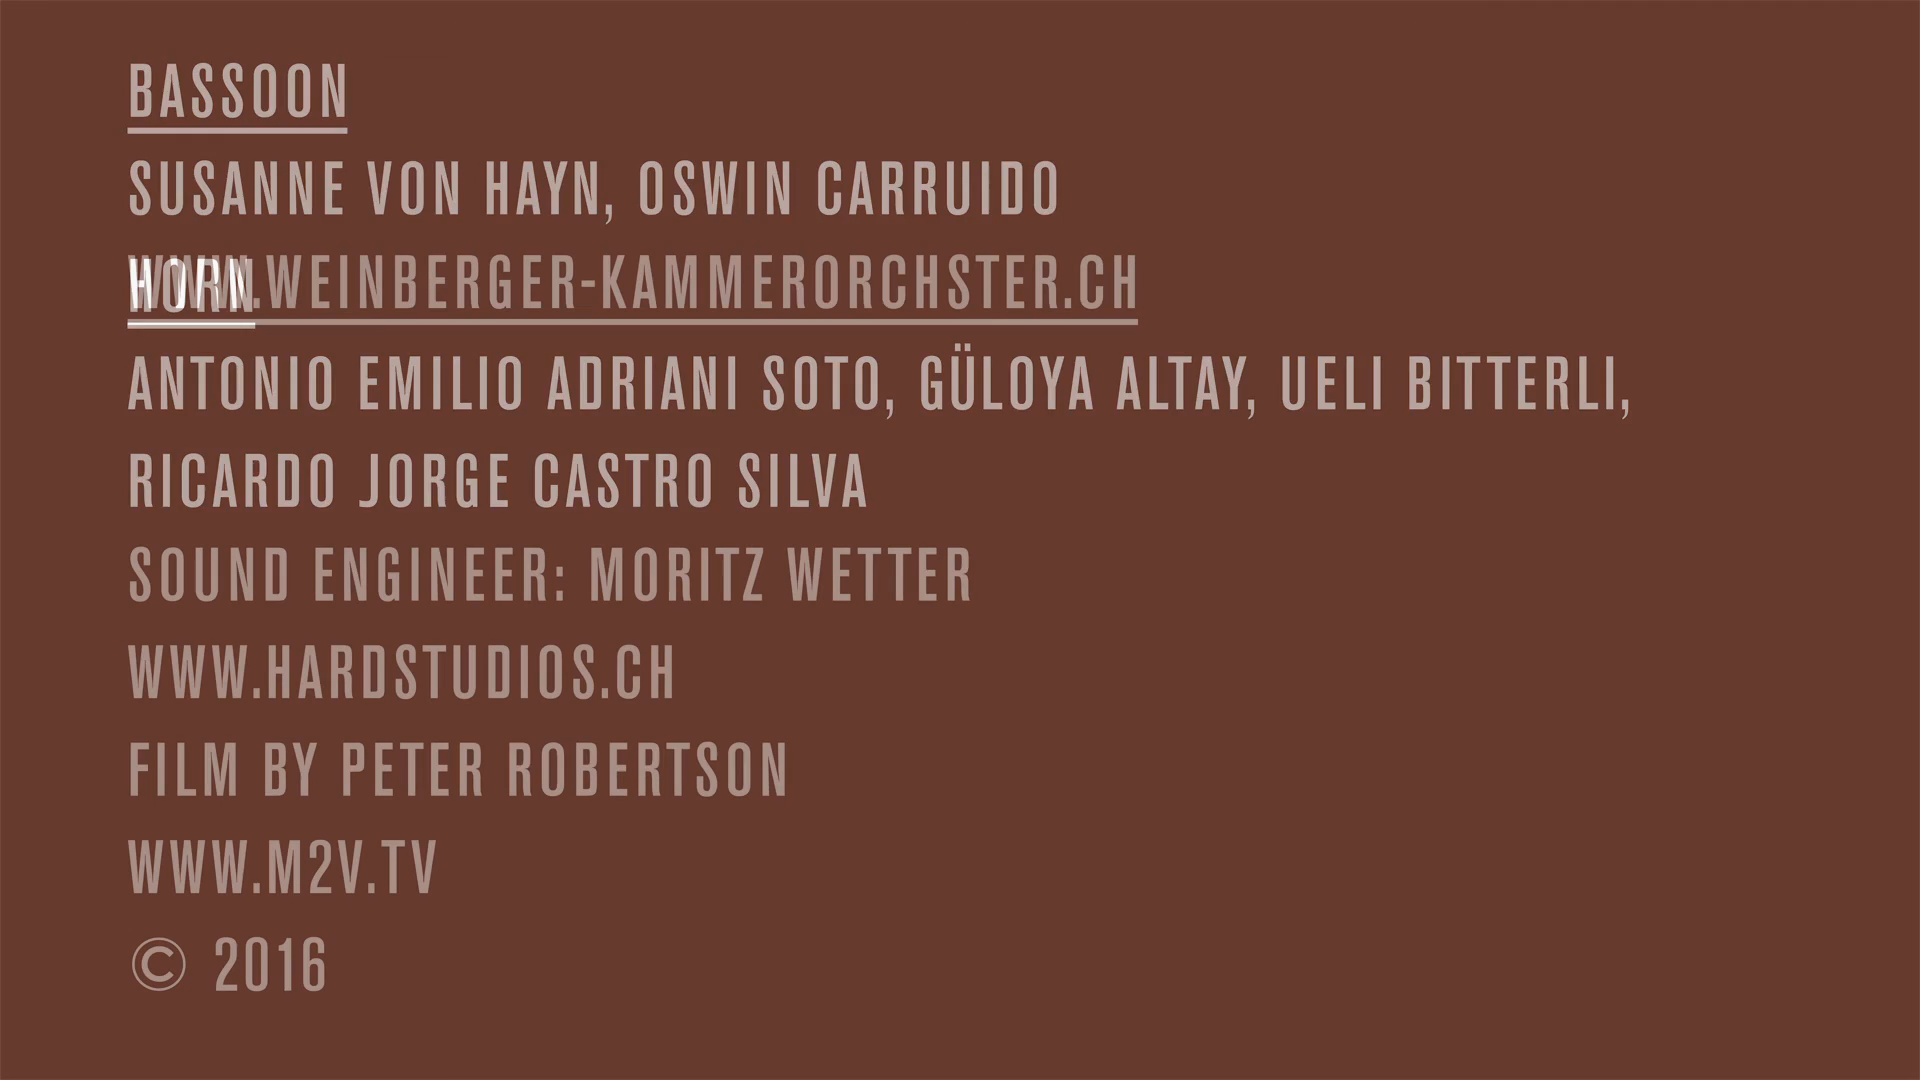 BASSOON
SUSANNE VON HAYN, OSWIN CARRUIDO
HORN
WWW.WEINBERGER-KAMMERORCHSTER.CH
ANTONIO EMILIO ADRIANI SOTO, GÜLOYA ALTAY, UELI BITTERLI,
RICARDO JORGE CASTRO SILVA
SOUND ENGINEER: MORITZ WETTER
WWW.HARDSTUDIOS.CH
FILM BY PETER ROBERTSON
WWW.M2V.TV
© 2016